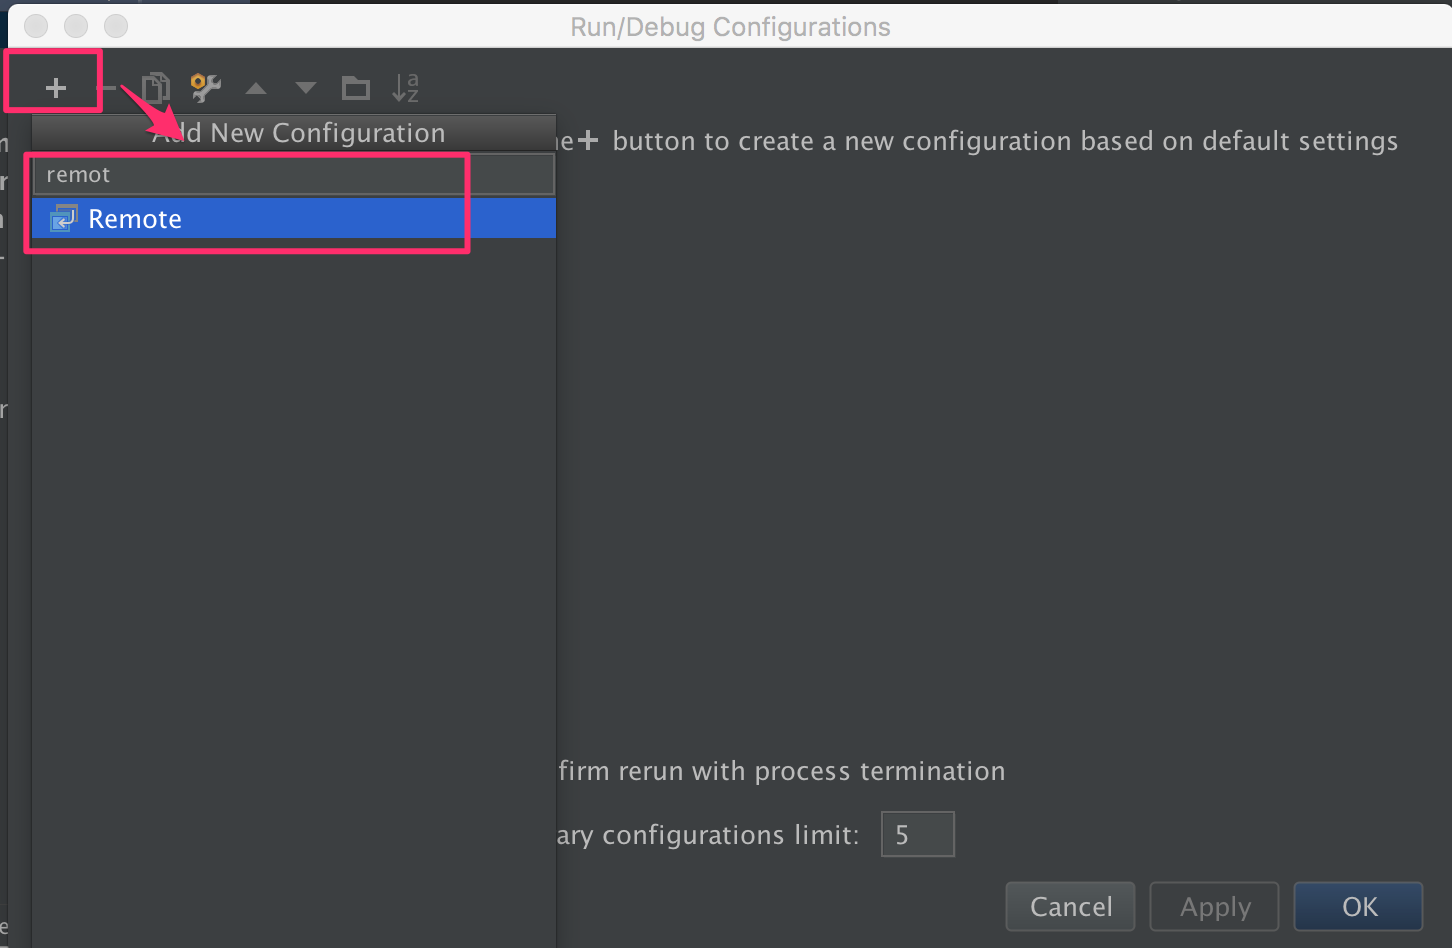 Run/Debug Configurations
Add New Configuration
button to create a new configuration based on default settings
remot
Remote
firm rerun with process termination
ary configurations limit: 5
Cancel Apply OK